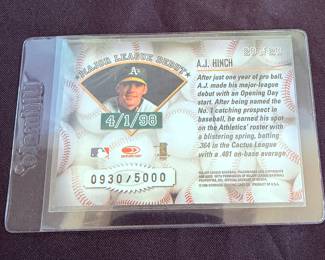 MAJOR LEAGUE DEBUT
4/1/98
0930/5000
A.J. HINCH
After just one year of pro ball,
A.J. made his major-league
debut with an Opening Day
start. After being named the
No. 1 catching prospect in
baseball, he earned his spot
on the Athletics' roster with
a blistering spring, batting
.364 in the Cactus League
with a .481 on-base average.